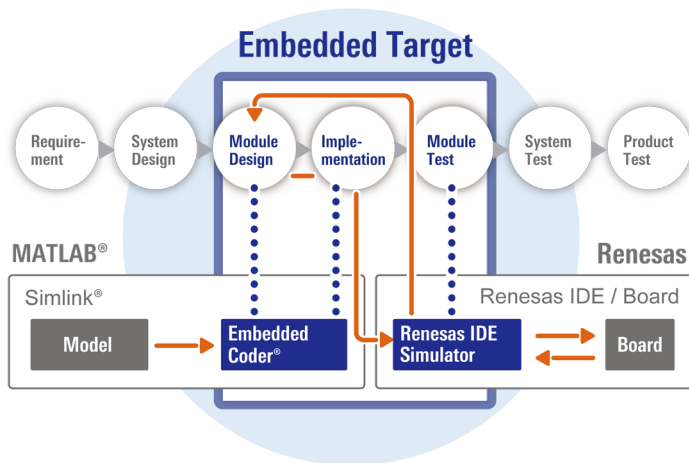 Embedded Target
Require-
ment
System
Design
Module
Design
Imple-
mentation
Module
Test
System
Test
Product
Test
MATLAB®
Renesas
Simlink®
Renesas IDE / Board
Model
Embedded
Coder®
Renesas IDE
Simulator
Board